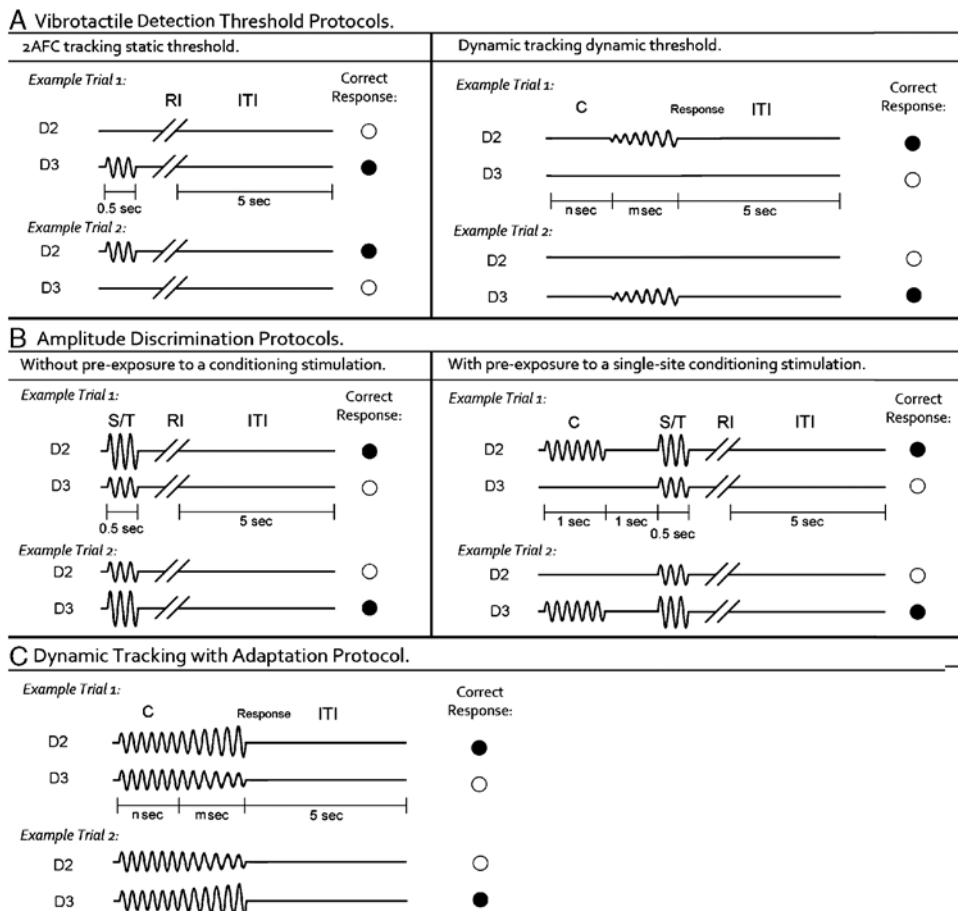 A Vibrotactile Detection Threshold Protocols.
2AFC tracking static threshold.
Example Trial 1:
Correct
Response:
RI ITI
D2
D3
0.5 sec 5 sec
Example Trial 2:
D2
D3
Dynamic tracking dynamic threshold.
Example Trial 1:
Correct
Response:
C Response ITI
D2
D3
n sec m sec 5 sec
Example Trial 2:
D2
D3
B Amplitude Discrimination Protocols.
Without pre-exposure to a conditioning stimulation.
Example Trial 1:
Correct
Response:
S/T RI ITI
D2
D3
0.5 sec 5 sec
Example Trial 2:
D2
D3
With pre-exposure to a single-site conditioning stimulation.
Example Trial 1:
Correct
Response:
C S/T RI ITI
D2
D3
1 sec 1 sec 0.5 sec 5 sec
Example Trial 2:
D2
D3
C Dynamic Tracking with Adaptation Protocol.
Example Trial 1:
Correct
Response:
C Response ITI
D2
D3
n sec m sec 5 sec
Example Trial 2:
D2
D3